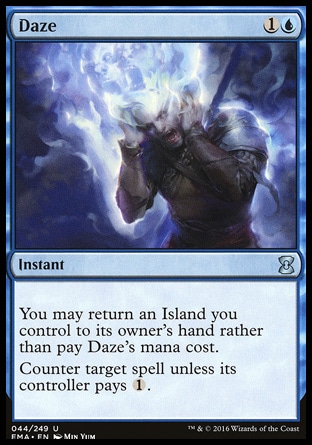 Daze 1
Instant
You may return an Island you
control to its owner's hand rather
than pay Daze's mana cost.
Counter target spell unless its
controller pays 1.
044/249 U
EMA • EN Min Yum
™ & © 2016 Wizards of the Coast